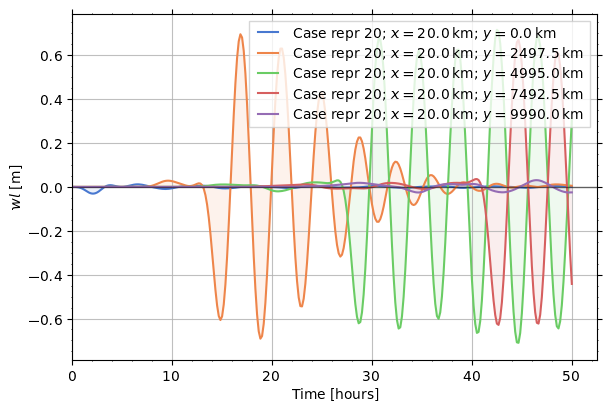 Case repr 20; x = 20.0 km; y = 0.0 km
Case repr 20; x = 20.0 km; y = 2497.5 km
Case repr 20; x = 20.0 km; y = 4995.0 km
Case repr 20; x = 20.0 km; y = 7492.5 km
Case repr 20; x = 20.0 km; y = 9990.0 km
wl [m]
0.6
0.4
0.2
0.0
−0.2
−0.4
−0.6
0 10 20 30 40 50
Time [hours]